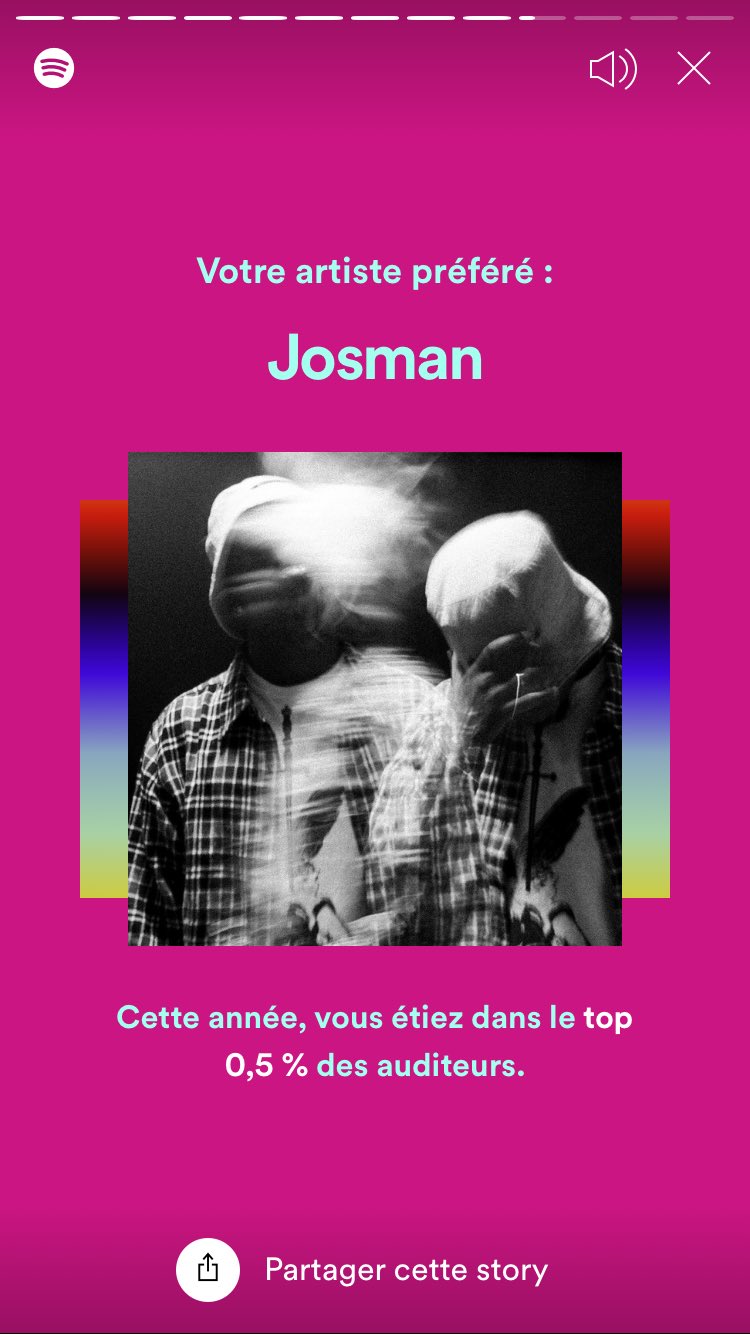 Votre artiste préféré :
Josman
Cette année, vous étiez dans le top
0,5 % des auditeurs.
Partager cette story